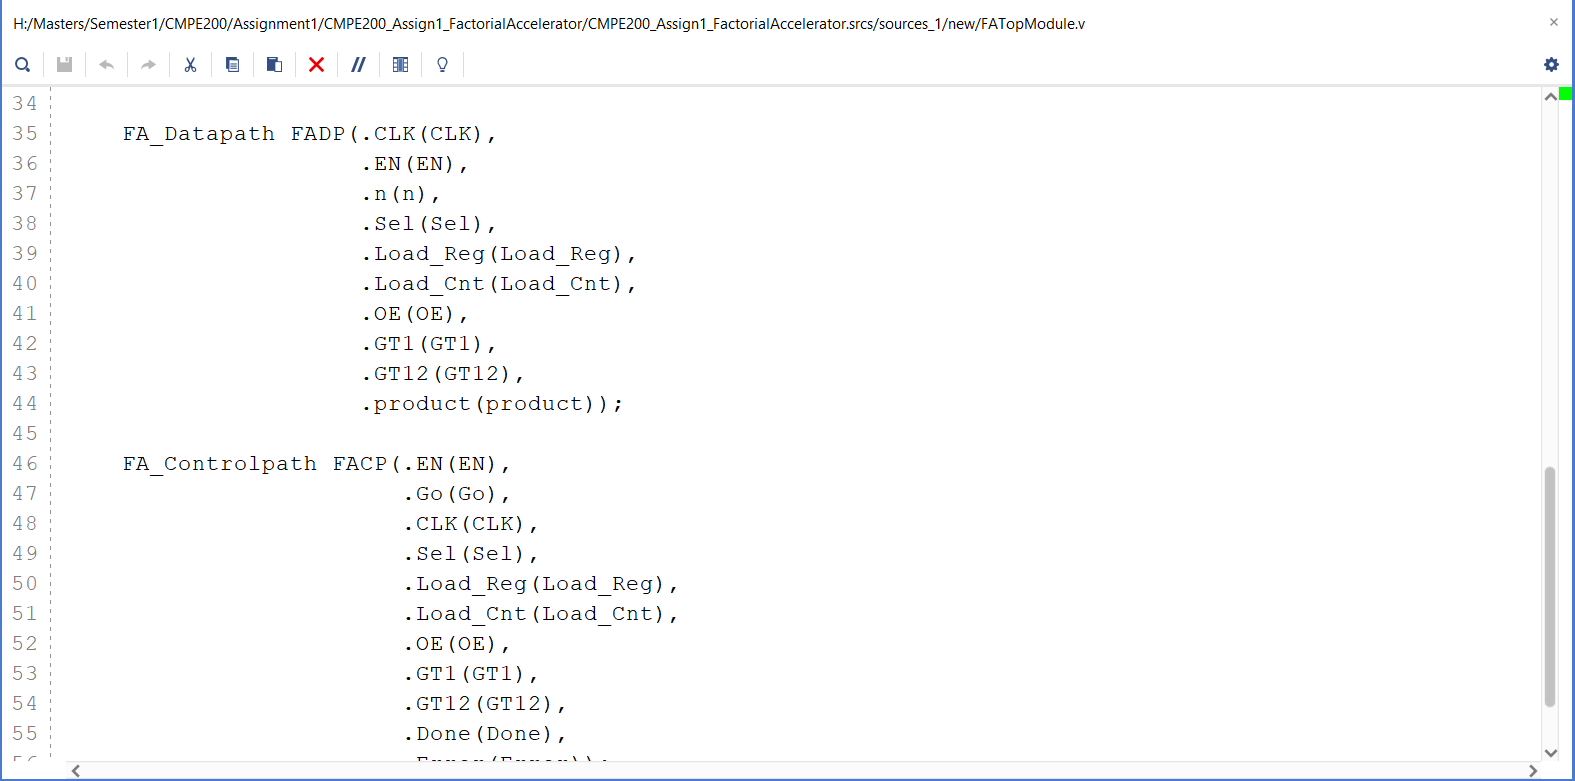 H:/Masters/Semester1/CMPE200/Assignment1/CMPE200_Assign1_FactorialAccelerator/CMPE200_Assign1_FactorialAccelerator.srcs/sources_1/new/FATopModule.v
34
35 FA_Datapath FADP(.CLK(CLK),
36 .EN(EN),
37 .n(n),
38 .Sel(Sel),
39 .Load_Reg(Load_Reg),
40 .Load_Cnt(Load_Cnt),
41 .OE(OE),
42 .GT1(GT1),
43 .GT12(GT12),
44 .product(product));
45
46 FA_Controlpath FACP(.EN(EN),
47 .Go(Go),
48 .CLK(CLK),
49 .Sel(Sel),
50 .Load_Reg(Load_Reg),
51 .Load_Cnt(Load_Cnt),
52 .OE(OE),
53 .GT1(GT1),
54 .GT12(GT12),
55 .Done(Done),